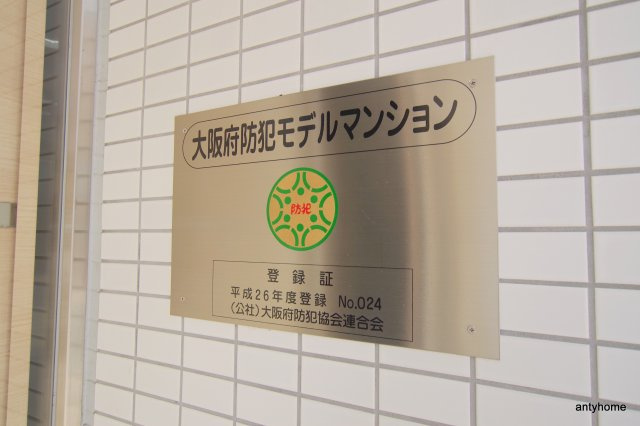 大阪府防犯モデルマンション
防犯
登録証
平成26年度登録 No.024
(公社)大阪府防犯協会連合会
antyhome